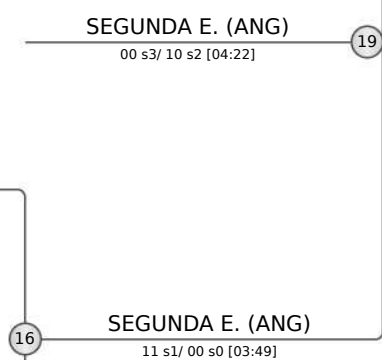 SEGUNDA E. (ANG)
19
00 s3/ 10 s2 [04:22]
SEGUNDA E. (ANG)
16
11 s1/ 00 s0 [03:49]